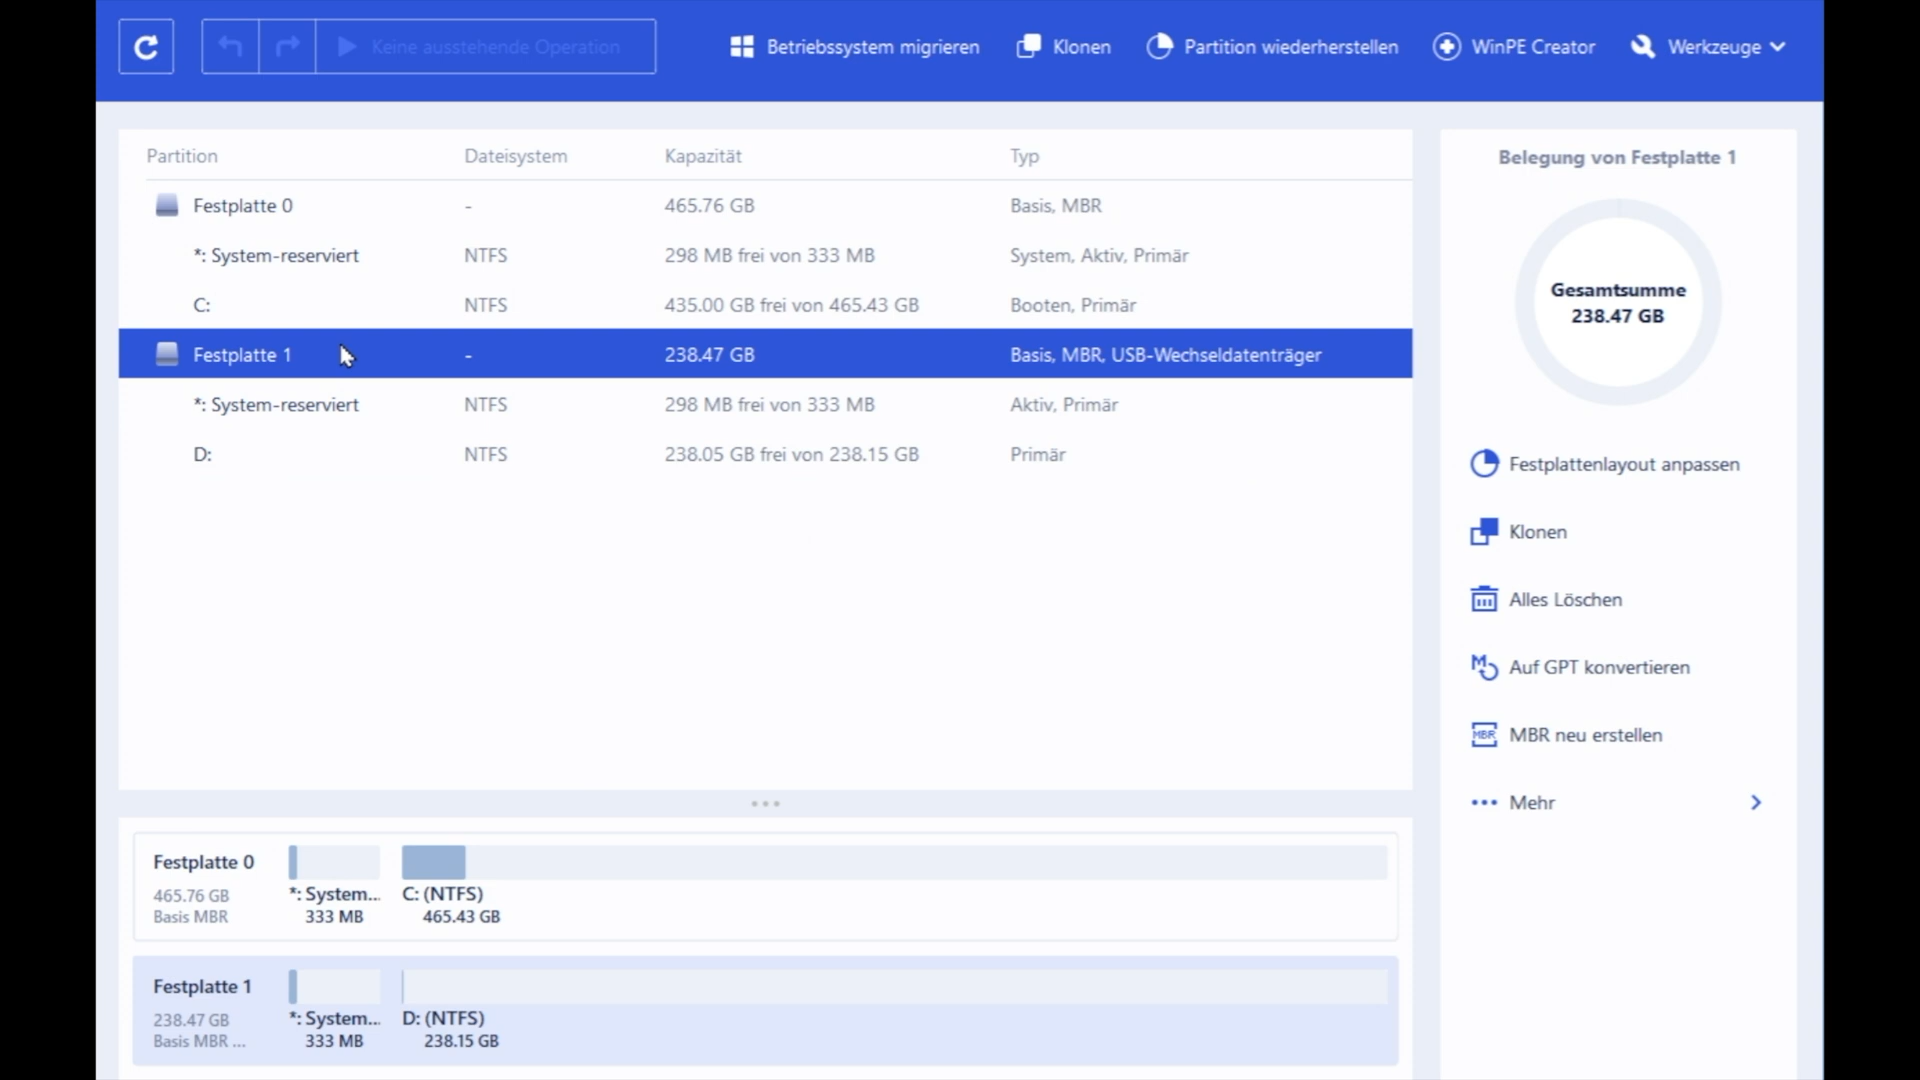 Keine ausstehende Operation
Betriebssystem migrieren
Klonen
Partition wiederherstellen
WinPE Creator
Werkzeuge
Partition Dateisystem Kapazität Typ
Festplatte 0 - 465.76 GB Basis, MBR
*: System-reserviert NTFS 298 MB frei von 333 MB System, Aktiv, Primär
C: NTFS 435.00 GB frei von 465.43 GB Booten, Primär
Festplatte 1 - 238.47 GB Basis, MBR, USB-Wechseldatenträger
*: System-reserviert NTFS 298 MB frei von 333 MB Aktiv, Primär
D: NTFS 238.05 GB frei von 238.15 GB Primär
Belegung von Festplatte 1
Gesamtsumme
238.47 GB
Festplattenlayout anpassen
Klonen
Alles Löschen
Auf GPT konvertieren
MBR
MBR neu erstellen
Mehr
Festplatte 0
465.76 GB
Basis MBR
*: System...
333 MB
C: (NTFS)
465.43 GB
Festplatte 1
238.47 GB
Basis MBR ...
*: System...
333 MB
D: (NTFS)
238.15 GB